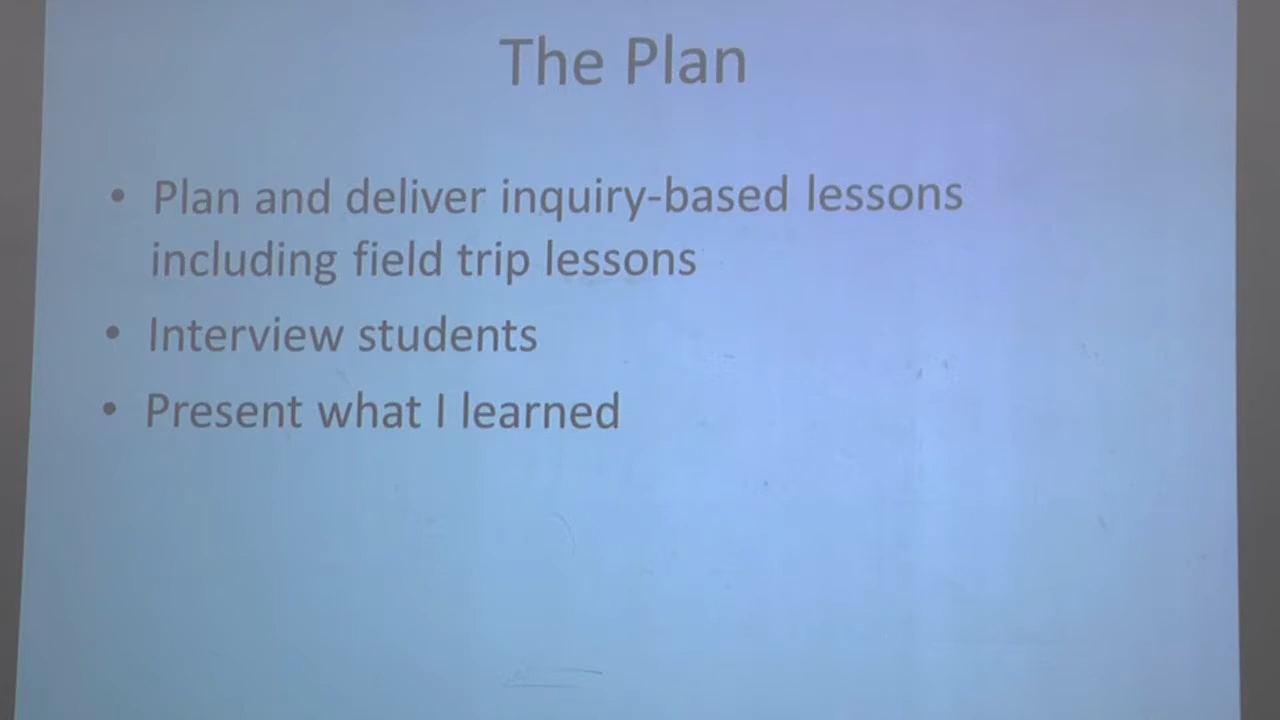 The Plan
• Plan and deliver inquiry-based lessons
including field trip lessons
• Interview students
• Present what I learned